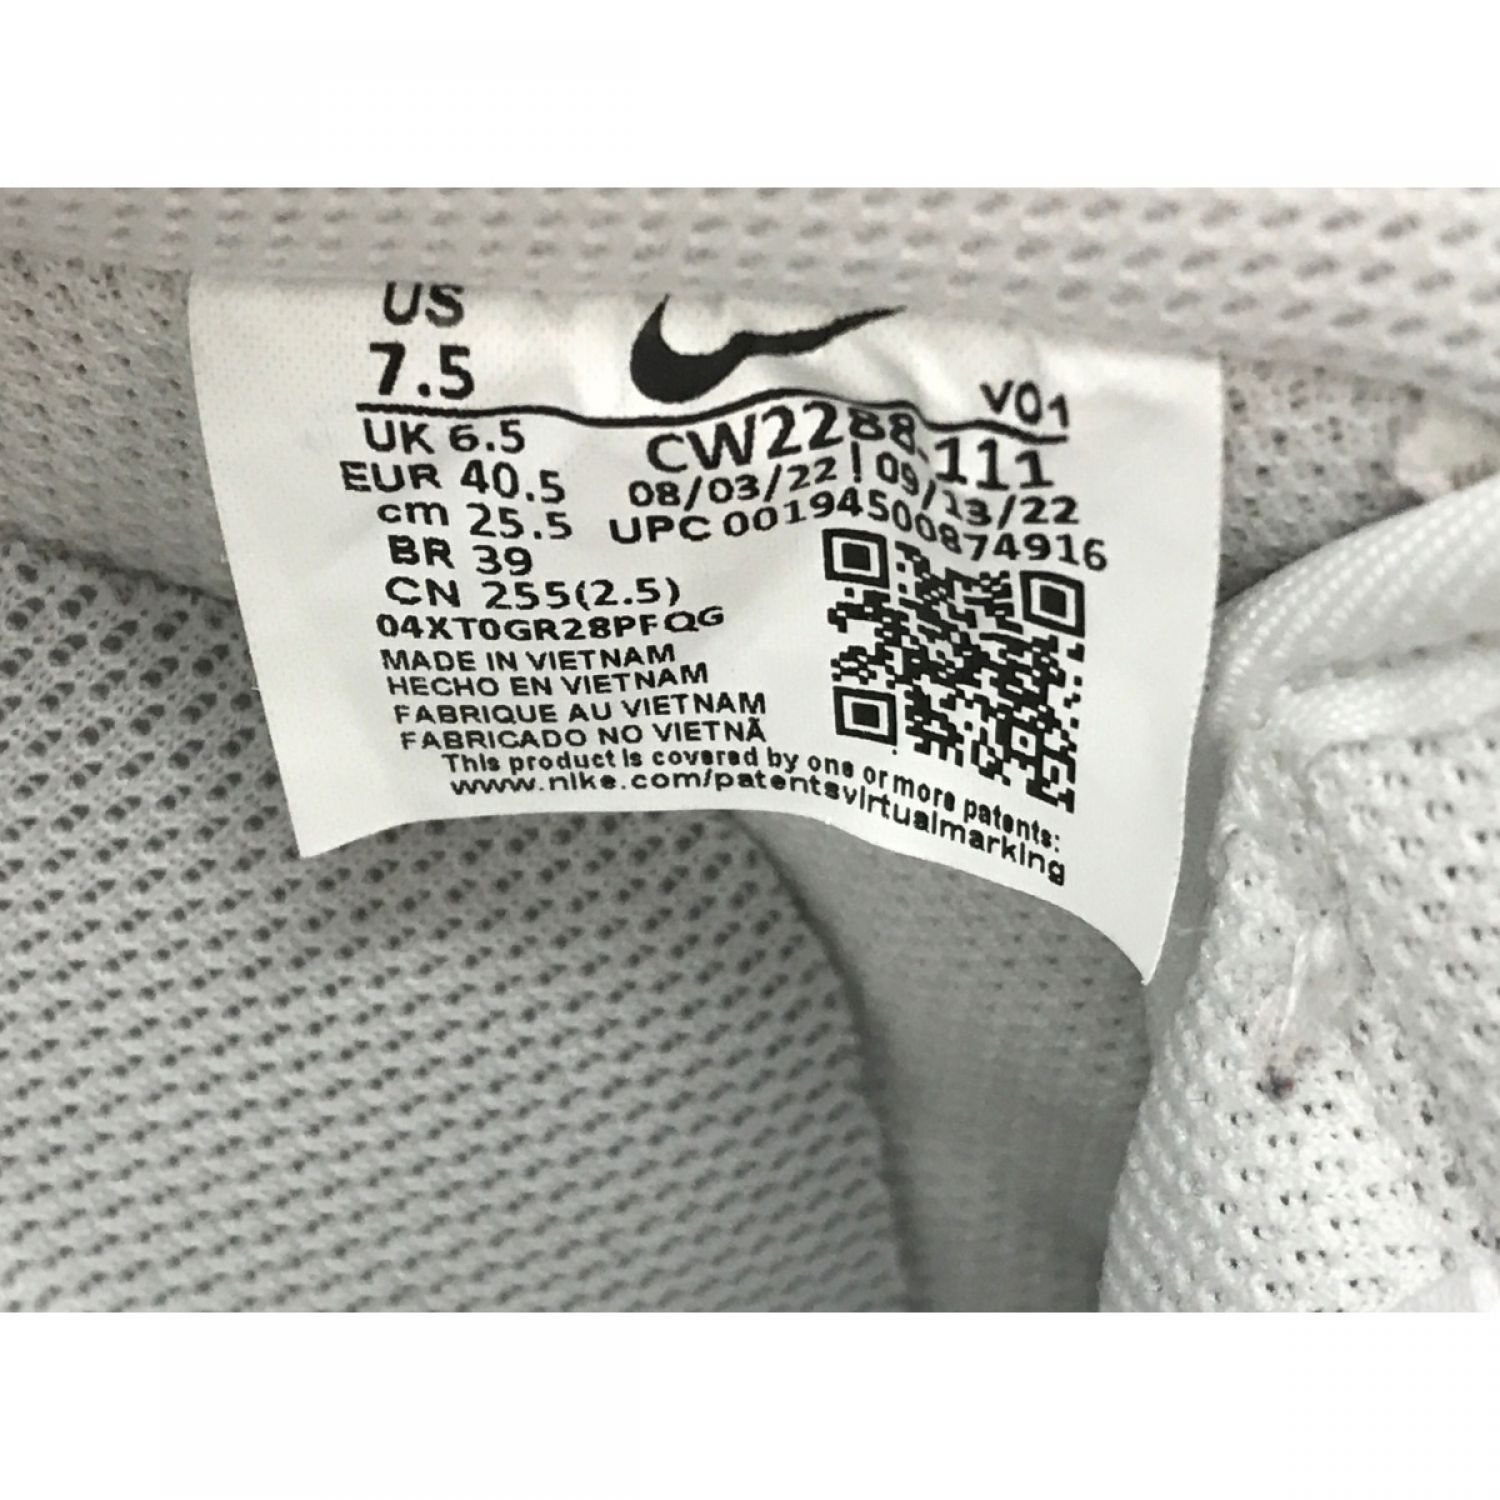 US
7.5
V01
UK 6.5
CW2288-111
EUR 40.5
08/03/22 ! 09/13/22
cm 25.5
UPC 00194500874916
BR 39
CN 255(2.5)
04XT0GR28PFQG
MADE IN VIETNAM
HECHO EN VIETNAM
FABRIQUE AU VIETNAM
FABRICADO NO VIETNÃ
This product is covered by one or more patents:
www.nike.com/patentsvirtualmarking